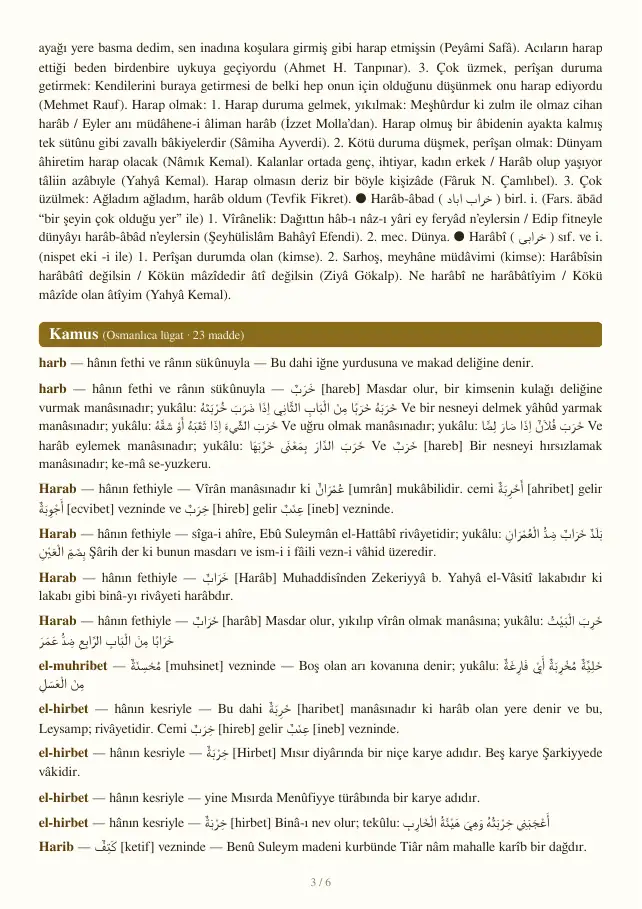 ayağı yere basma dedim, sen inadına koşulara girmiş gibi harap etmişsin (Peyâmi Safâ). Acıların harap
ettiği beden birdenbire uykuya geçiyordu (Ahmet H. Tanpınar). 3. Çok üzmek, perîşan duruma
getirmek: Kendilerini buraya getirmesi de belki hep onun için olduğunu düşünmek onu harap ediyordu
(Mehmet Rauf). Harap olmak: 1. Harap duruma gelmek, yıkılmak: Meşhûrdur ki zulm ile olmaz cihan
harâb / Eyler anı müdâhene-i âliman harâb (İzzet Molla’dan). Harap olmuş bir âbidenin ayakta kalmış
tek sütûnu gibi zavallı bâkiyelerdir (Sâmiha Ayverdi). 2. Kötü duruma düşmek, perîşan olmak: Dünyam
âhiretim harap olacak (Nâmık Kemal). Kalanlar ortada genç, ihtiyar, kadın erkek / Harâb olup yaşıyor
tâliin azâbıyle (Yahyâ Kemal). Harap olmasın deriz bir böyle kişizâde (Fâruk N. Çamlıbel). 3. Çok
üzülmek: Ağladım ağladım, harâb oldum (Tevfik Fikret). ● Harâb-âbad ( خراب اباد ) birl. i. (Fars. ābād
“bir şeyin çok olduğu yer” ile) 1. Vîrânelik: Dağıttın hâb-ı nâz-ı yâri ey feryâd n’eylersin / Edip fitneyle
dünyâyı harâb-âbâd n’eylersin (Şeyhülislâm Bahâyî Efendi). 2. mec. Dünya. ● Harâbî ( خرابى ) sıf. ve i.
(nispet eki -i ile) 1. Perîşan durumda olan (kimse). 2. Sarhoş, meyhâne müdâvimi (kimse): Harâbîsin
harâbâtî değilsin / Kökün mâzîdedir âtî değilsin (Ziyâ Gökalp). Ne harâbî ne harâbâtîyim / Kökü
mâzîde olan âtîyim (Yahyâ Kemal).
Kamus (Osmanlıca lügat · 23 madde)
harb — hânın fethi ve rânın sükûnuyla — Bu dahi iğne yurdusuna ve makad deliğine denir.
harb — hânın fethi ve rânın sükûnuyla — خَرَبٌ [hareb] Masdar olur, bir kimsenin kulağı deliğine
vurmak manâsınadır; yukâlu: خَرَبَهُ خَرْبًا مِنَ الْبَابِ الثَّانِي إِذَا ضَرَبَ خُرْبَتَهُ Ve bir nesneyi delmek yâhûd yarmak
manâsınadır; yukâlu: خَرَبَ الشَّيْءَ إِذَا ثَقَبَهُ أَوْ شَقَّهُ Ve uğru olmak manâsınadır; yukâlu: خَرَبَ فُلَانٌ إِذَا صَارَ لِصًّا Ve
harâb eylemek manâsınadır; yukâlu: خَرَبَ الدَّارَ بِمَعْنَى خَرَّبَهَا Ve خَرَبٌ [hareb] Bir nesneyi hırsızlamak
manâsınadır; ke-mâ se-yuzkeru.
Harab — hânın fethiyle — Vîrân manâsınadır ki عُمْرَانٌ [umrân] mukâbilidir. cemi أَخْرِبَةٌ [ahribet] gelir
أَجْوِبَةٌ [ecvibet] vezninde ve خِرَبٌ [hireb] gelir عِنَبٌ [ineb] vezninde.
Harab — hânın fethiyle — sîga-i ahîre, Ebû Suleymân el-Hattâbî rivâyetidir; yukâlu: بَلَدٌ خَرَابٌ ضِدُّ الْعُمْرَانِ
بِضَمِّ الْعَيْنِ Şârih der ki bunun masdarı ve ism-i i fâili vezn-i vâhid üzeredir.
Harab — hânın fethiyle — خَرَابٌ [Harâb] Muhaddisînden Zekeriyyâ b. Yahyâ el-Vâsitî lakabıdır ki
lakabı gibi binâ-yı rivâyeti harâbdır.
Harab — hânın fethiyle — خَرَابٌ [harâb] Masdar olur, yıkılıp vîrân olmak manâsına; yukâlu: خَرِبَ الْبَيْتُ
خَرَابًا مِنَ الْبَابِ الرَّابِعِ ضِدُّ عَمَرَ
el-muhribet — مُحْسِنَةٌ [muhsinet] vezninde — Boş olan arı kovanına denir; yukâlu: خَلِيَّةٌ مُخْرِبَةٌ أَيْ فَارِغَةٌ
مِنَ الْعَسَلِ
el-hirbet — hânın kesriyle — Bu dahi خَرِبَةٌ [haribet] manâsınadır ki harâb olan yere denir ve bu,
Leysamp; rivâyetidir. Cemi خِرَبٌ [hireb] gelir عِنَبٌ [ineb] vezninde.
el-hirbet — hânın kesriyle — خِرْبَةٌ [Hirbet] Mısır diyârında bir niçe karye adıdır. Beş karye Şarkiyyede
vâkidir.
el-hirbet — hânın kesriyle — yine Mısırda Menûfiyye türâbında bir karye adıdır.
el-hirbet — hânın kesriyle — خِرْبَةٌ [hirbet] Binâ-ı nev olur; tekûlu: أَعْجَبَنِي خِرْبَتُهُ وَهِيَ هَيْئَةُ الْخَارِبِ
Harib — كَتِفٌ [ketif] vezninde — Benû Suleym madeni kurbünde Tiâr nâm mahalle karîb bir dağdır.
3 / 6